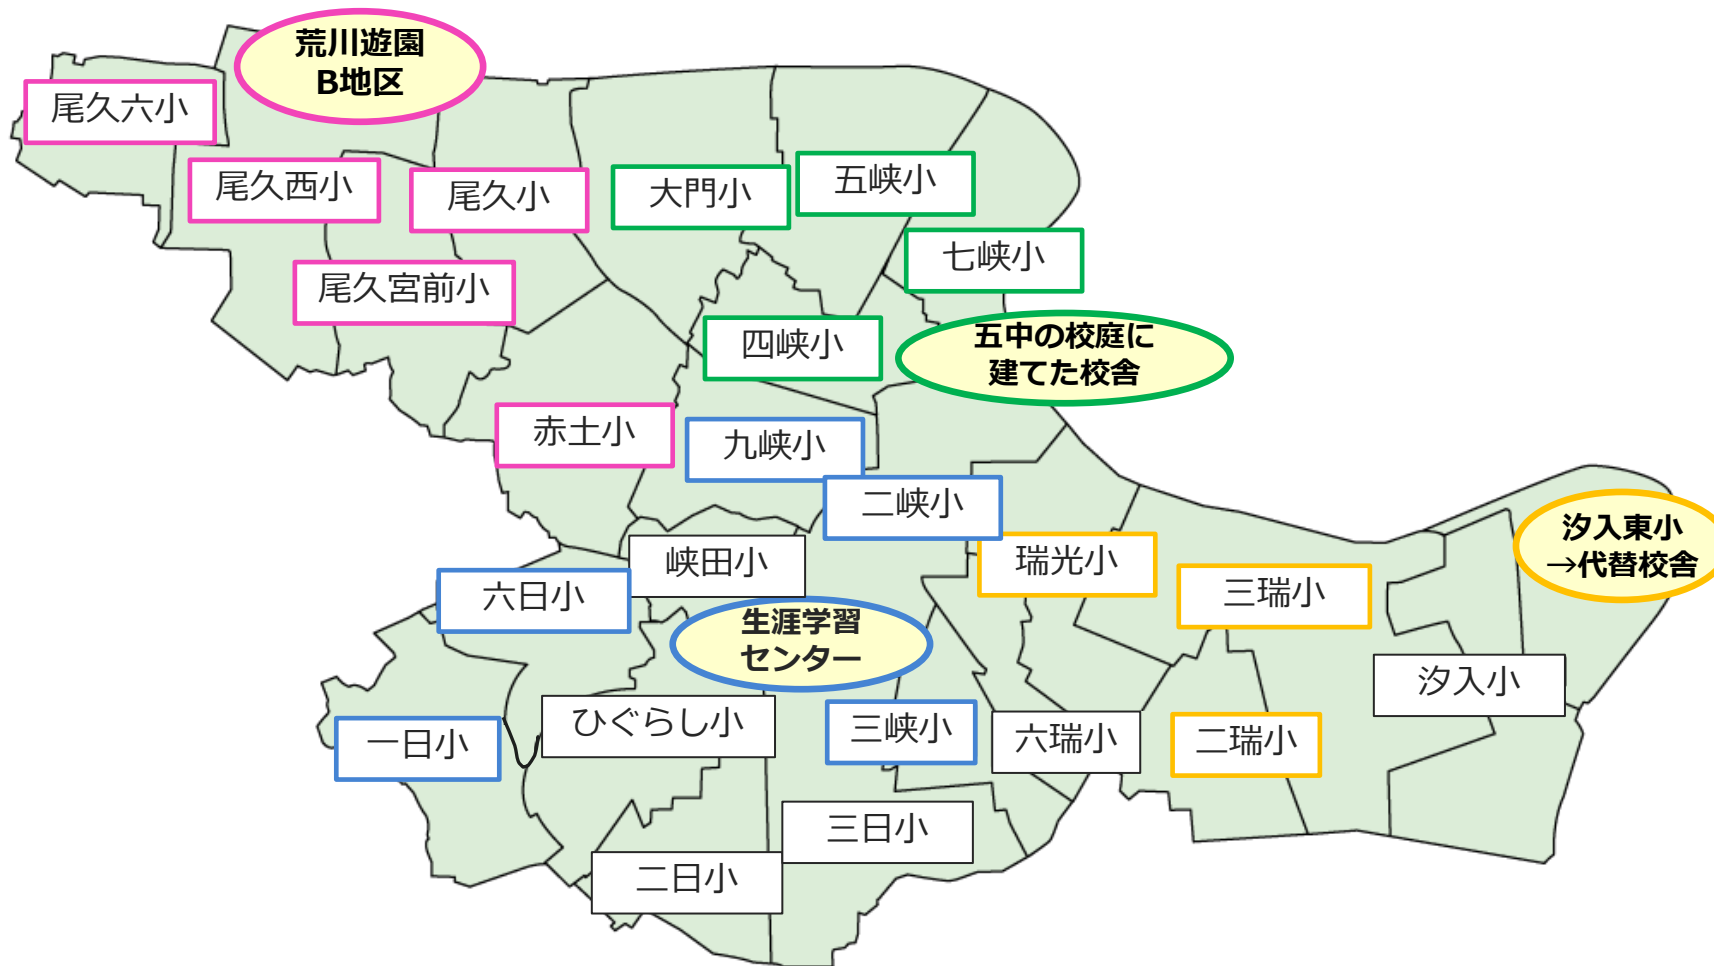 荒川遊園
B地区
尾久六小
尾久西小
尾久小
大門小
五峡小
七峡小
尾久宮前小
四峡小
五中の校庭に
建てた校舎
赤土小
九峡小
二峡小
汐入東小
→代替校舎
峡田小
瑞光小
六日小
三瑞小
生涯学習
センター
汐入小
ひぐらし小
一日小
三峡小
六瑞小
二瑞小
三日小
二日小